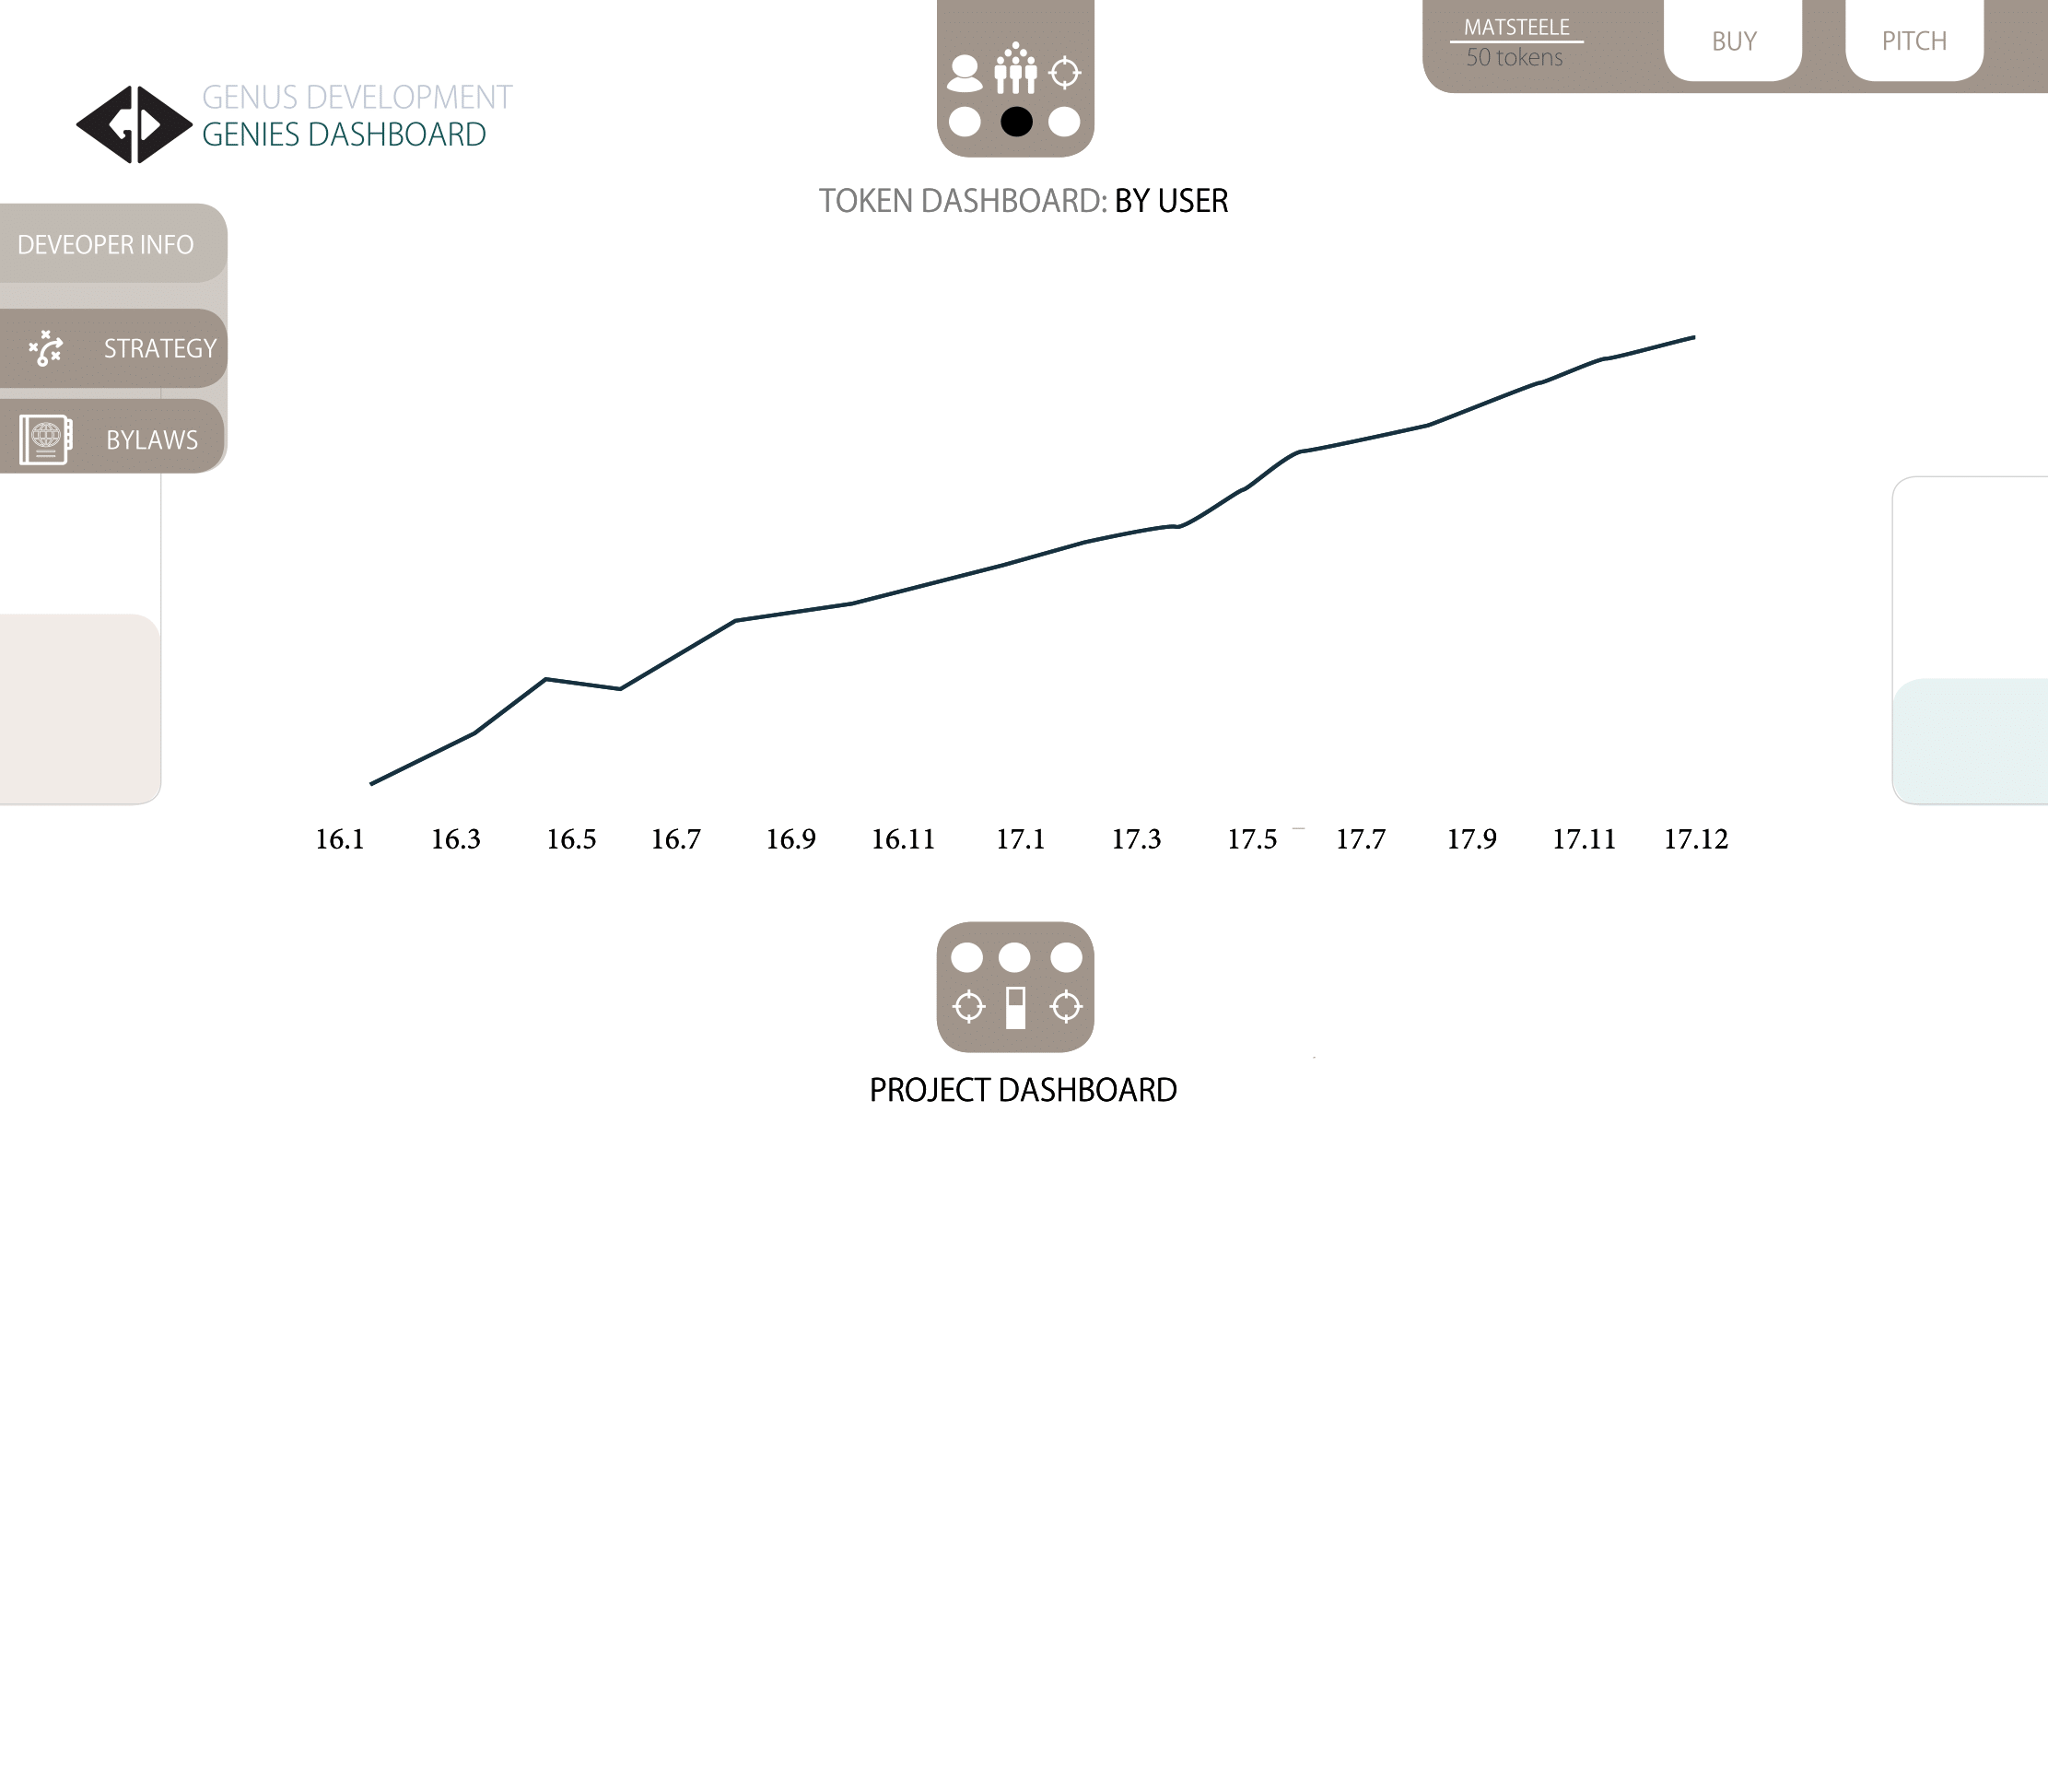 MATSTEELE
50 tokens
BUY
PITCH
GENUS DEVELOPMENT
GENIES DASHBOARD
TOKEN DASHBOARD: BY USER
DEVEOPER INFO
STRATEGY
BYLAWS
16.1 16.3 16.5 16.7 16.9 16.11 17.1 17.3 17.5 17.7 17.9 17.11 17.12
PROJECT DASHBOARD